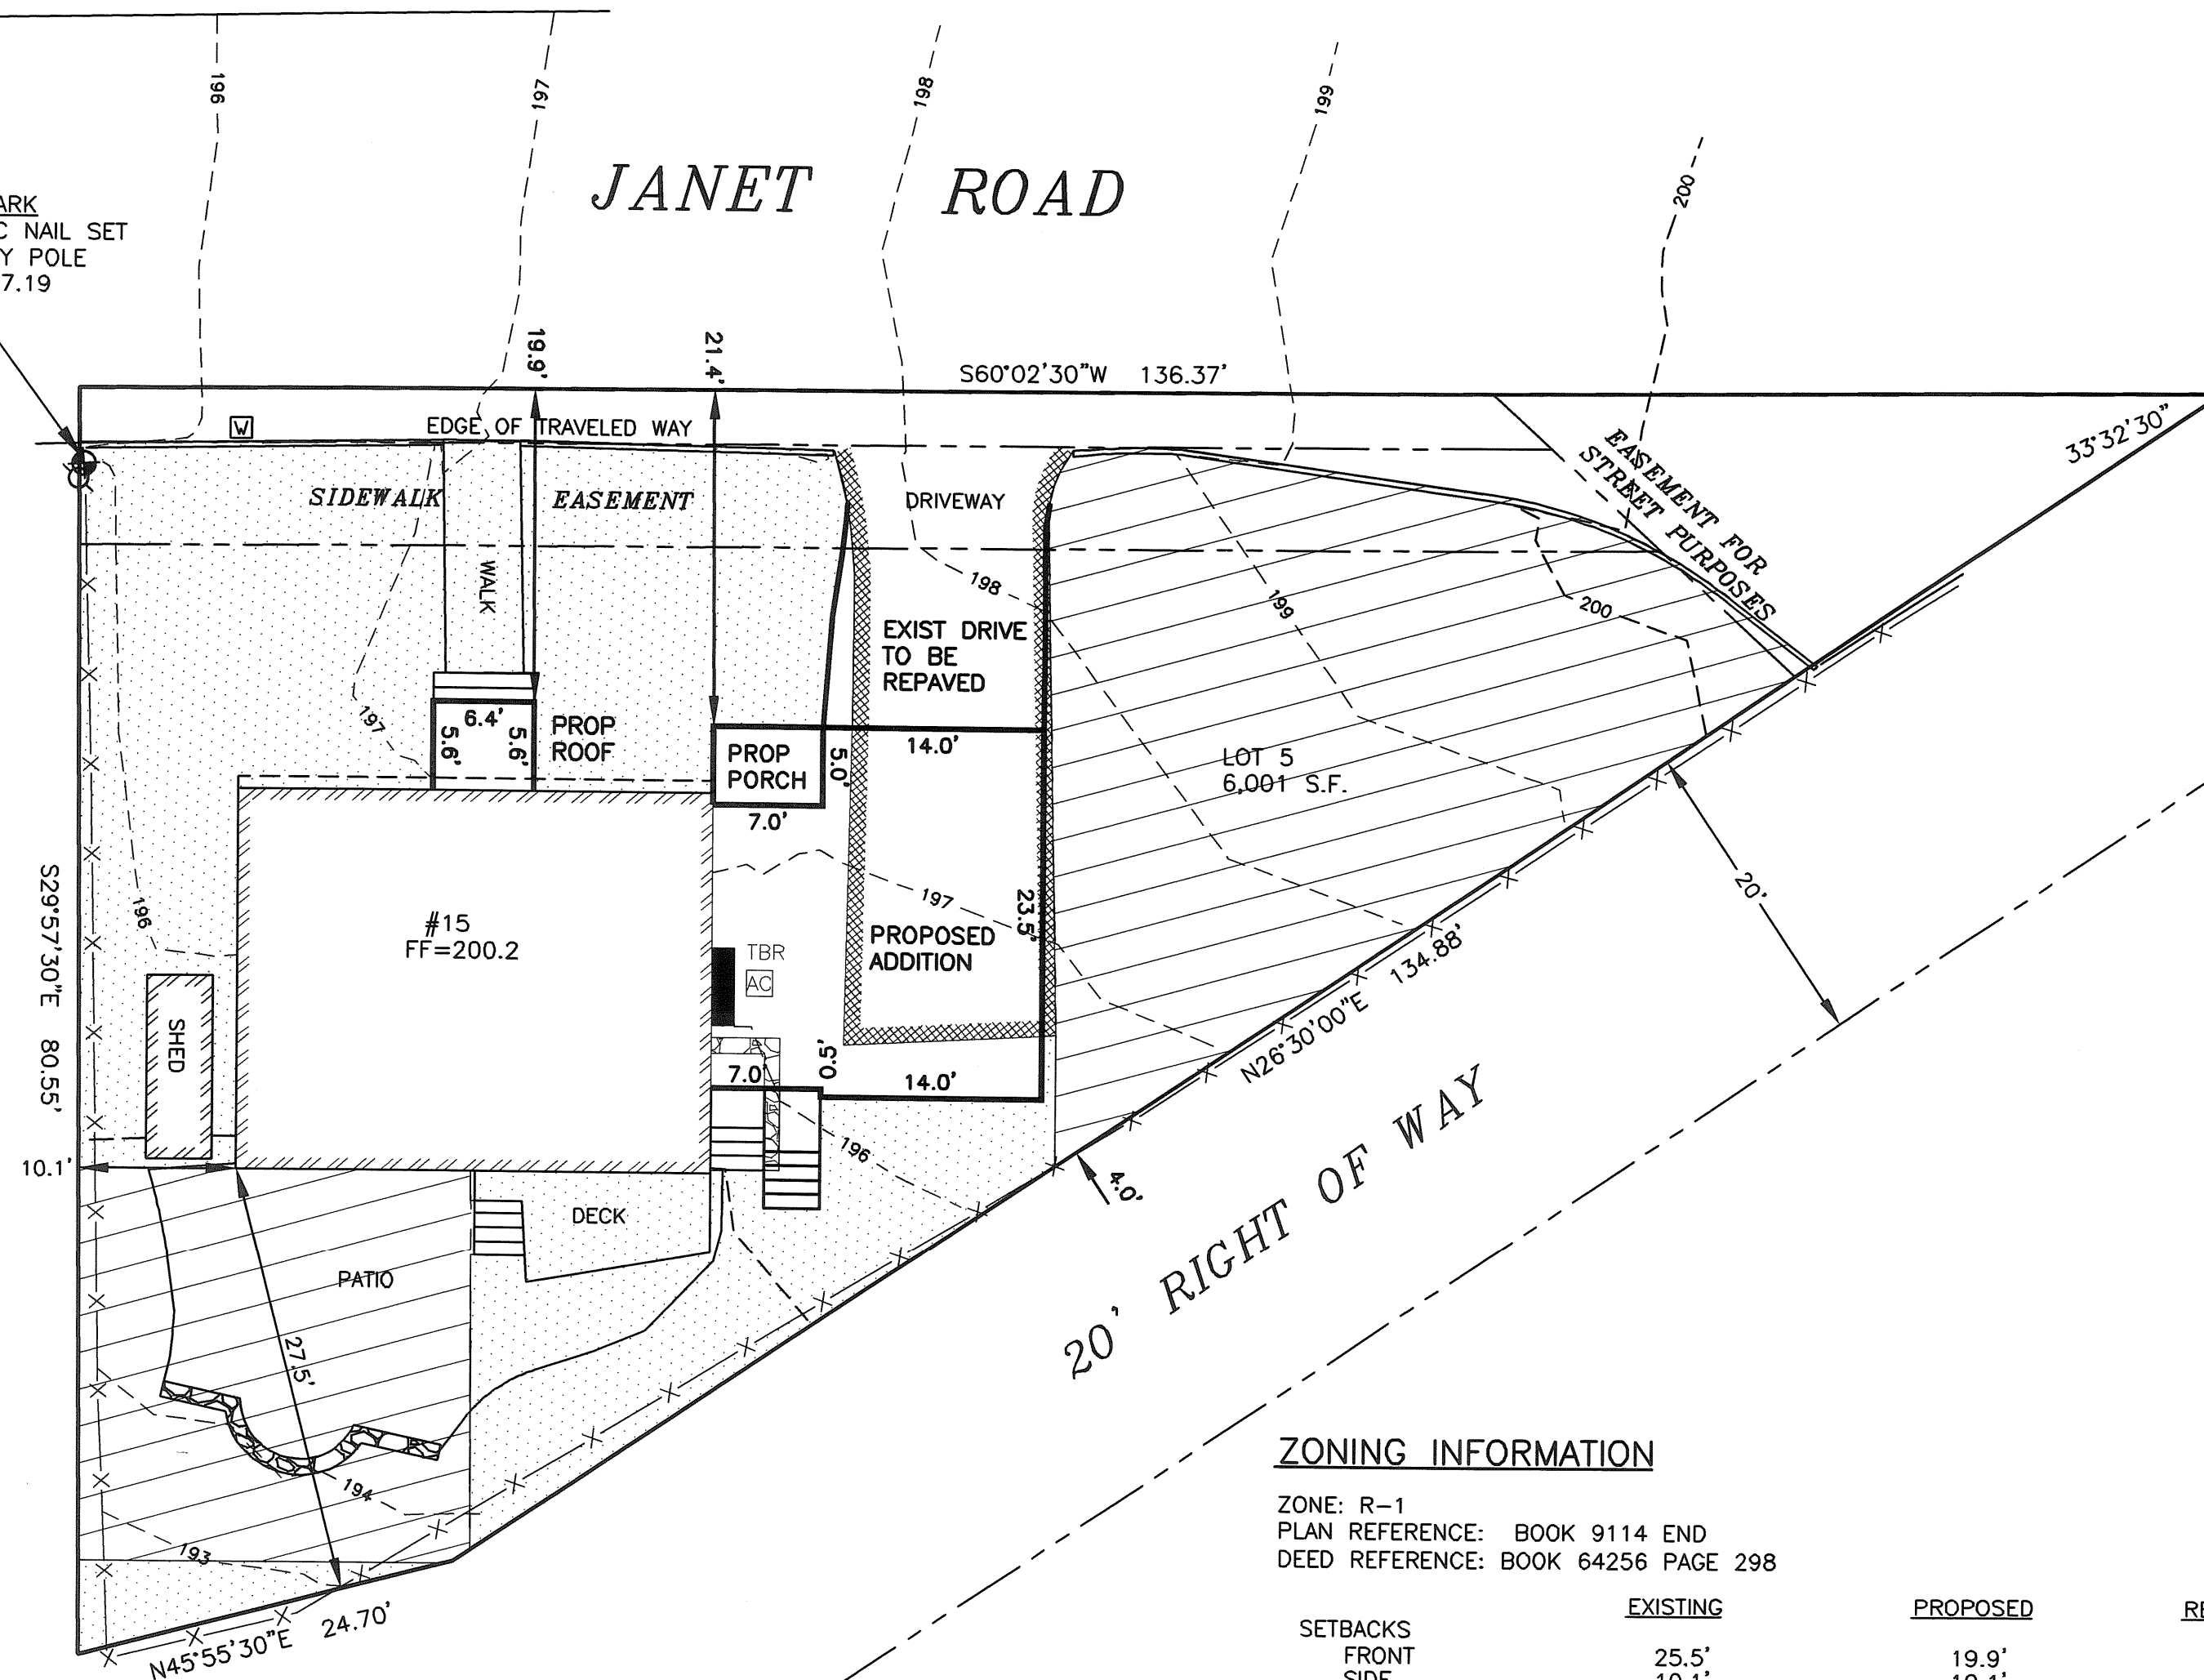 196
197
198
199
200
JANET ROAD
ARK
C NAIL SET
Y POLE
7.19
19.9'
21.4'
S60°02'30"W 136.37'
33°32'30"
W
EDGE OF TRAVELED WAY
SIDEWALK EASEMENT
DRIVEWAY
EASEMENT FOR
STREET PURPOSES
WALK
198
199
200
EXIST DRIVE
TO BE
REPAVED
197
6.4'
5.6'
5.6'
PROP
ROOF
PROP
PORCH
5.0'
14.0'
7.0'
LOT 5
6,001 S.F.
20'
S29°57'30"E 80.55'
196
#15
FF=200.2
197
23.5'
PROPOSED
ADDITION
TBR
AC
N26°30'00"E 134.88'
SHED
7.0'
0.5'
14.0'
196
10.1'
4.0'
DECK
PATIO
27.5'
20' RIGHT OF WAY
194
193
N45°55'30"E 24.70'
ZONING INFORMATION
ZONE: R-1
PLAN REFERENCE: BOOK 9114 END
DEED REFERENCE: BOOK 64256 PAGE 298
EXISTING PROPOSED RE
SETBACKS
FRONT 25.5' 19.9'
SIDE 10.1' 10.1'